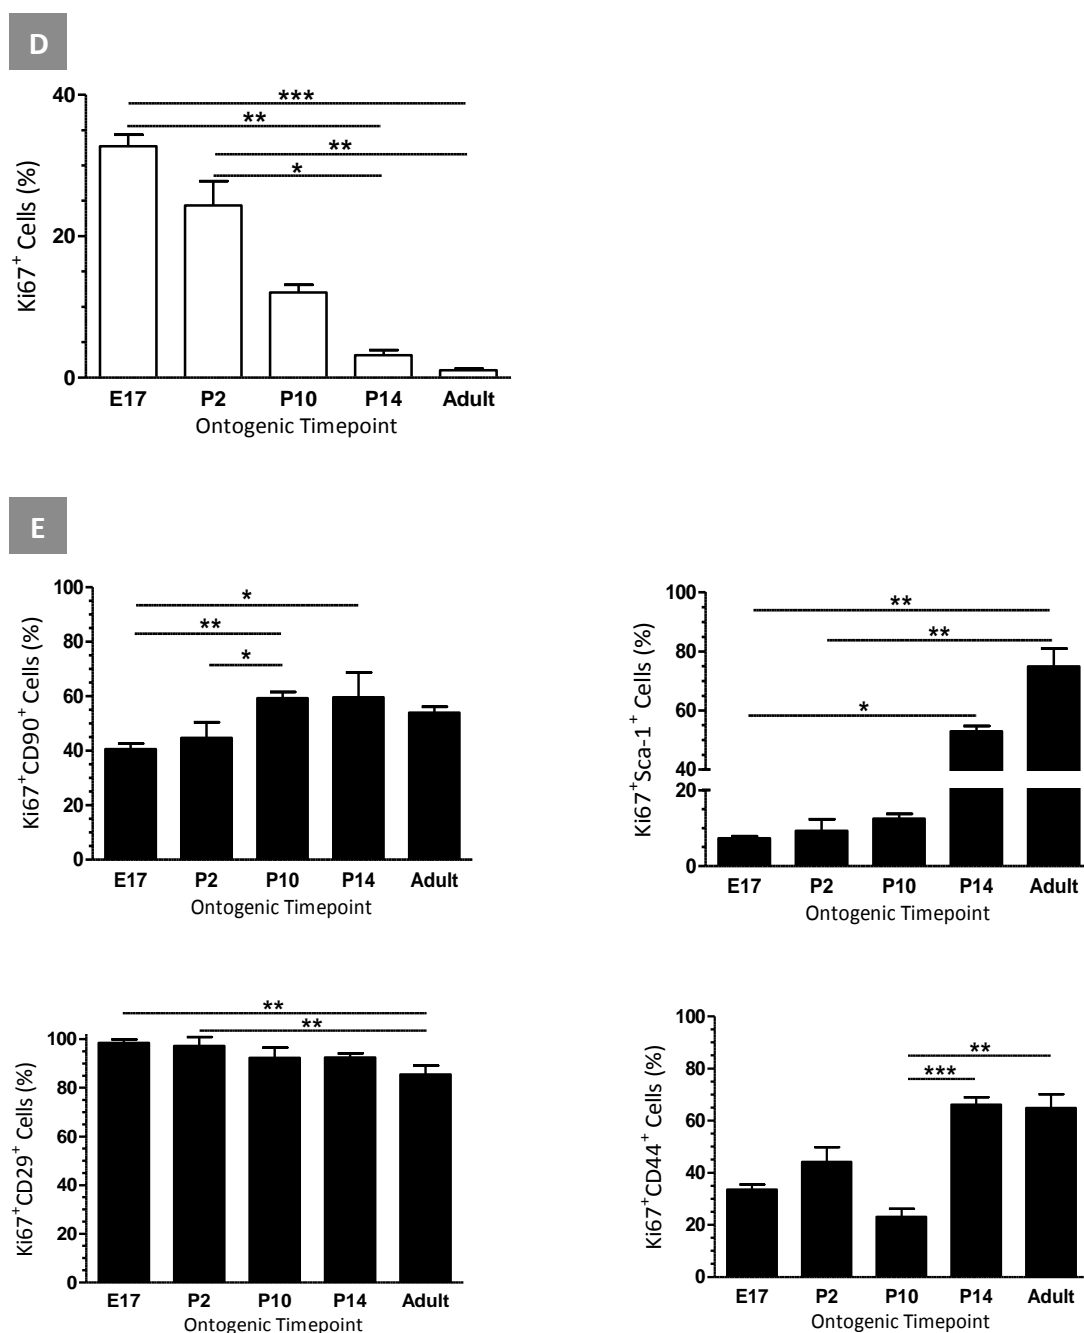 D
Ki67+ Cells (%)
40
20
0
***
**
**
*
E17 P2 P10 P14 Adult
Ontogenic Timepoint
E
Ki67+CD90+ Cells (%)
100
80
60
40
20
0
*
**
*
E17 P2 P10 P14 Adult
Ontogenic Timepoint
Ki67+Sca-1+ Cells (%)
100
80
60
40
20
0
**
**
*
E17 P2 P10 P14 Adult
Ontogenic Timepoint
Ki67+CD29+ Cells (%)
100
80
60
40
20
0
**
**
E17 P2 P10 P14 Adult
Ontogenic Timepoint
Ki67+CD44+ Cells (%)
100
80
60
40
20
0
**
***
E17 P2 P10 P14 Adult
Ontogenic Timepoint